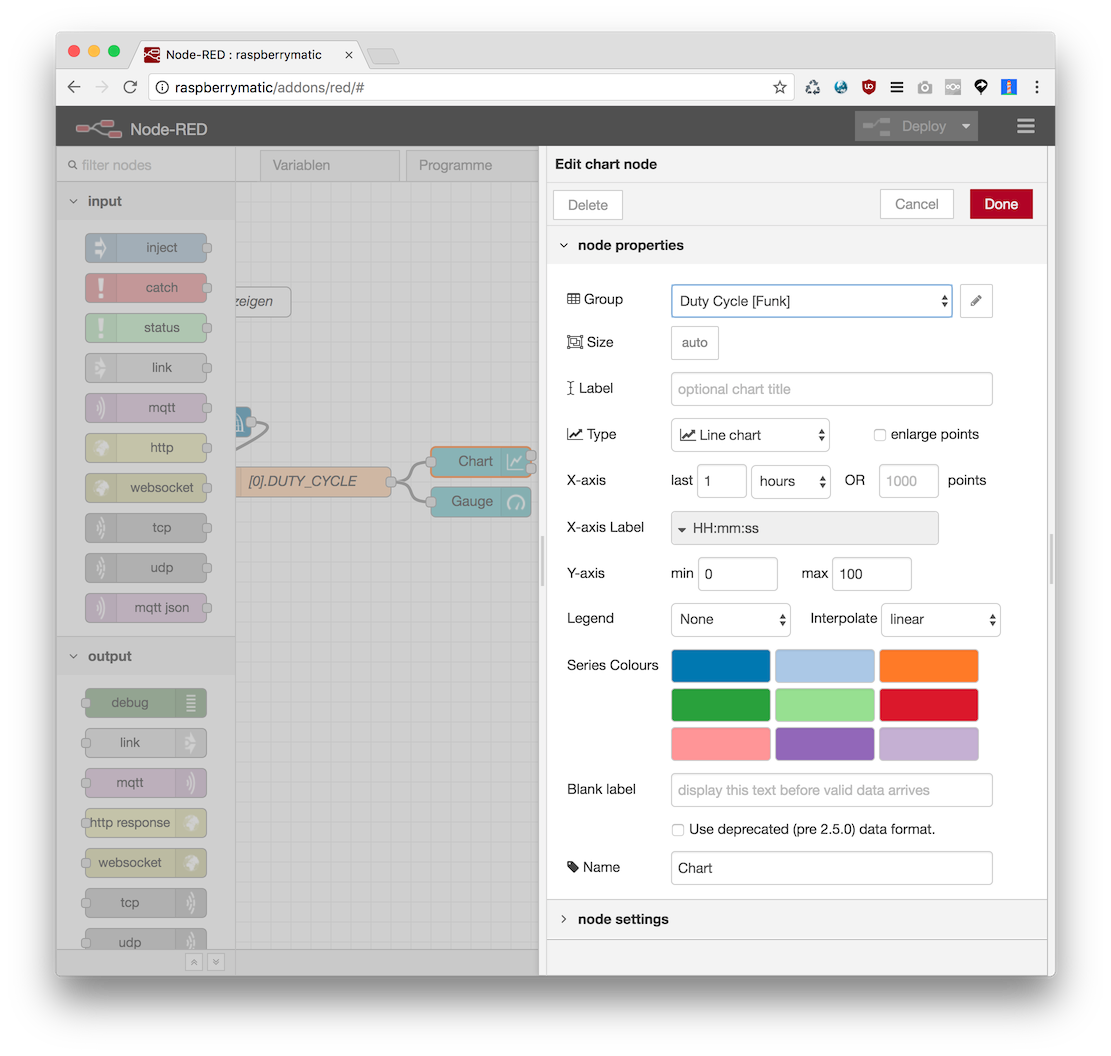 Node-RED : raspberrymatic
raspberrymatic/addons/red/#
Node-RED
Deploy
filter nodes
Variablen
Programme
input
inject
catch
status
link
mqtt
http
websocket
tcp
udp
mqtt json
output
debug
link
mqtt
http response
websocket
tcp
udp
zeigen
[0].DUTY_CYCLE
Chart
Gauge
Edit chart node
Delete
Cancel
Done
node properties
Group
Duty Cycle [Funk]
Size
auto
Label
optional chart title
Type
Line chart
enlarge points
X-axis
last 1 hours OR 1000 points
X-axis Label
HH:mm:ss
Y-axis
min 0 max 100
Legend
None
Interpolate
linear
Series Colours
Blank label
display this text before valid data arrives
Use deprecated (pre 2.5.0) data format.
Name
Chart
node settings